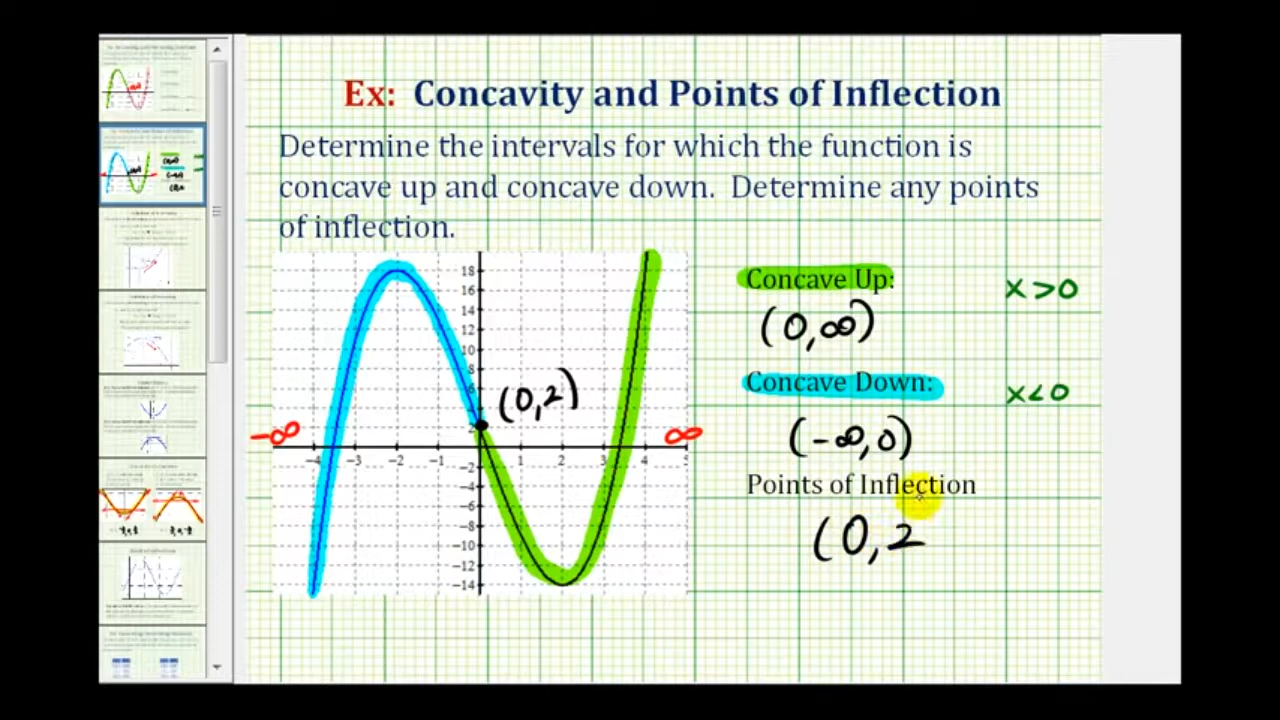 Ex: Concavity and Points of Inflection
Determine the intervals for which the function is
concave up and concave down. Determine any points
of inflection.
18
16
14
12
10
8
6
4
2
-2
-4
-6
-8
-10
-12
-14
-4 -3 -2 -1 1 2 3 4 5
-∞
∞
(0,2)
Concave Up:
x>0
(0,∞)
Concave Down:
x<0
(-∞,0)
Points of Inflection
(0,2